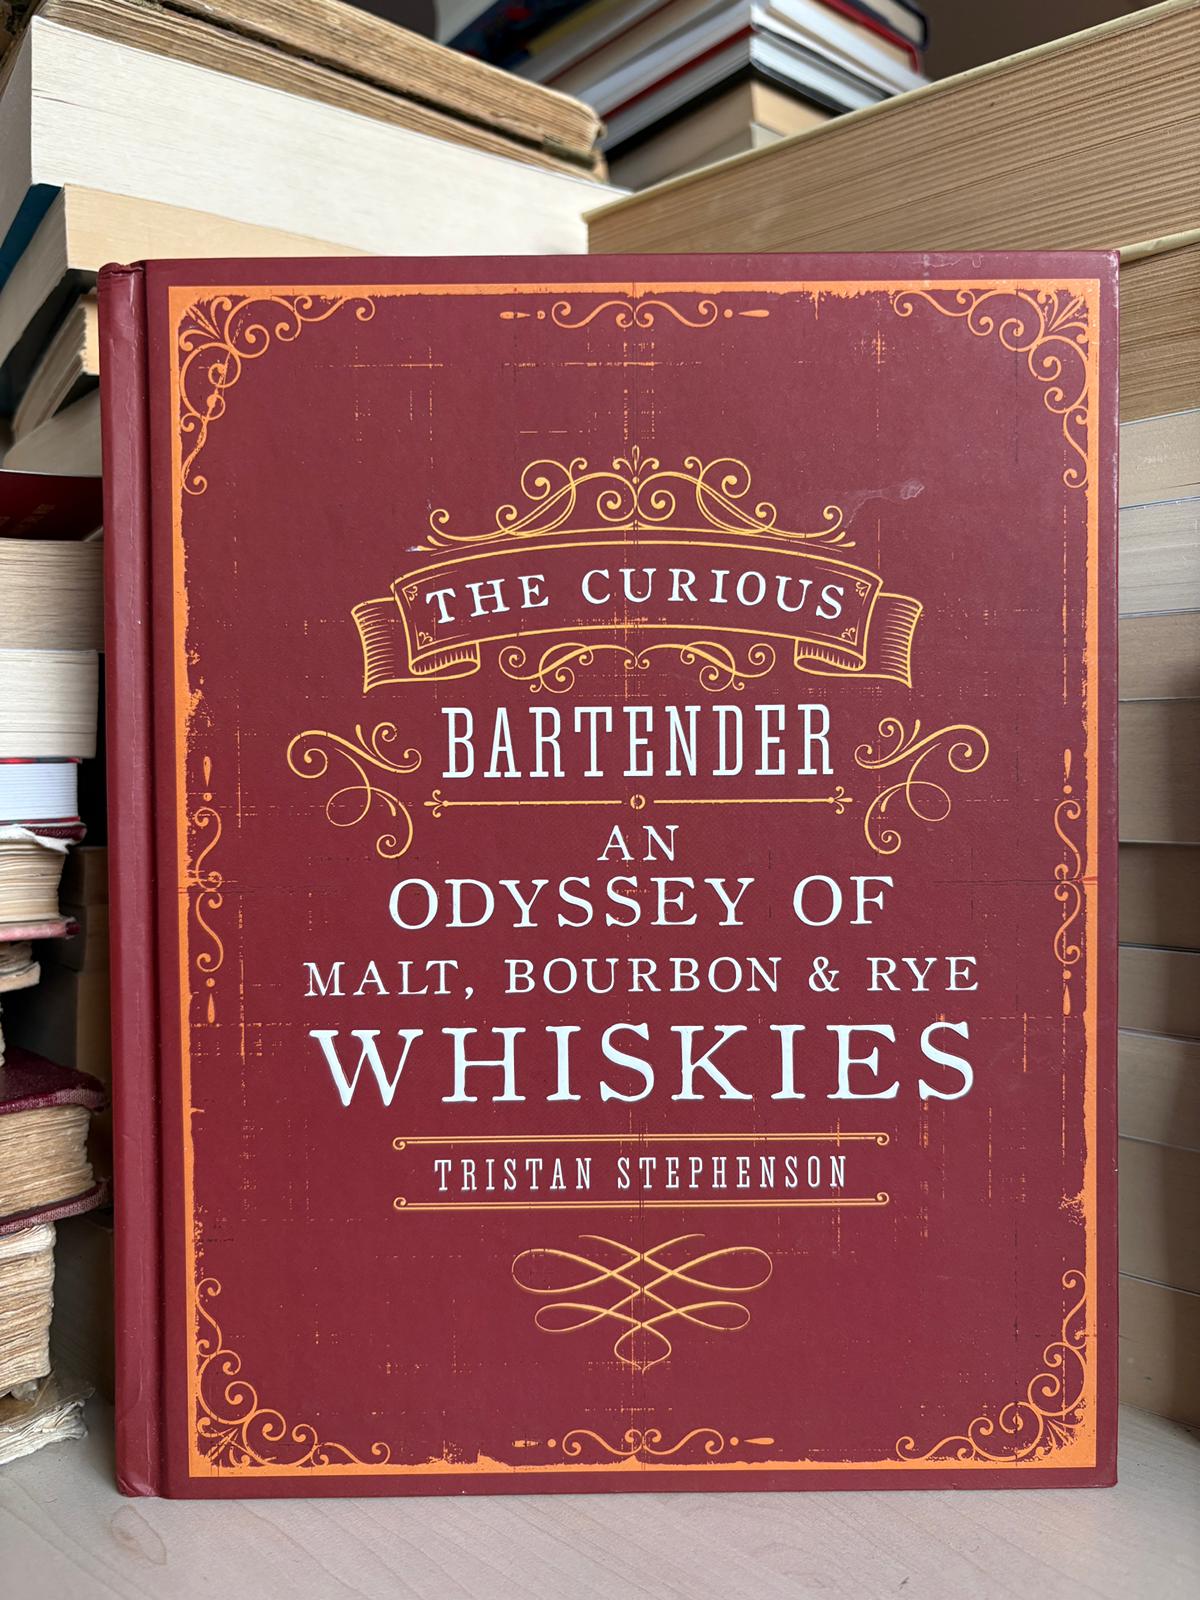 THE CURIOUS
BARTENDER
AN
ODYSSEY OF
MALT, BOURBON & RYE
WHISKIES
TRISTAN STEPHENSON